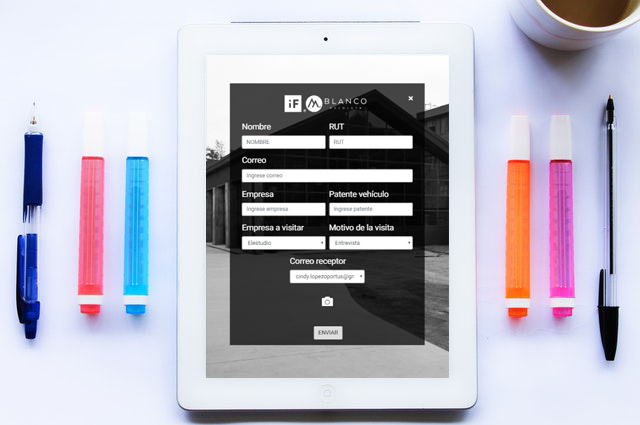 iF. M BLANCO
Nombre RUT
NOMBRE RUT
Correo
Ingrese correo
Empresa Patente vehículo
Ingrese empresa Ingrese patente
Empresa a visitar Motivo de la visita
Elestudio Entrevista
Correo receptor
cindy.lopezoportus@gr
ENVIAR